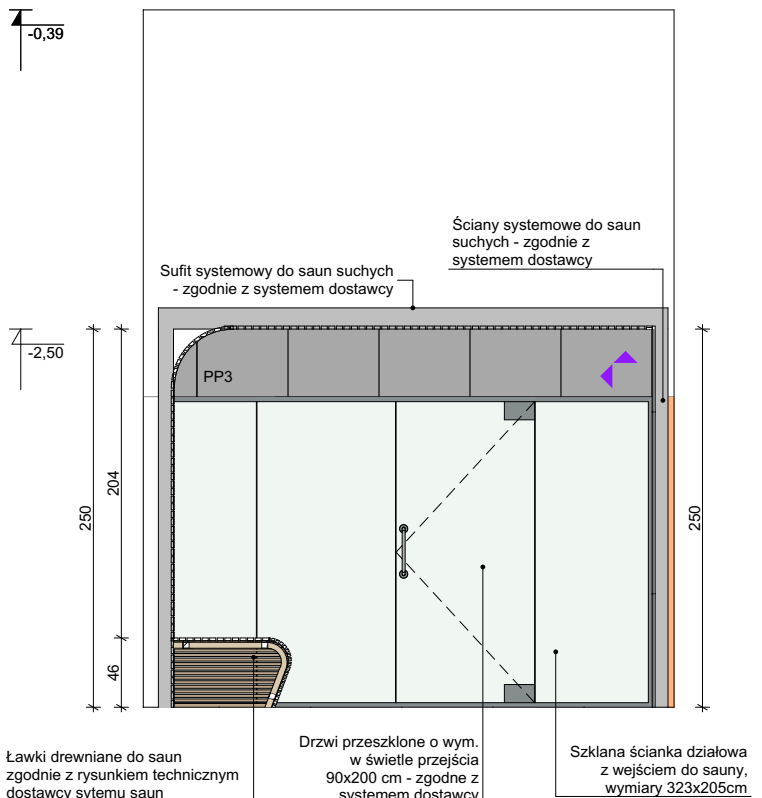 -0,39
Ściany systemowe do saun
suchych - zgodnie z
systemem dostawcy
Sufit systemowy do saun suchych
- zgodnie z systemem dostawcy
-2,50
PP3
250
204
46
250
Ławki drewniane do saun
zgodnie z rysunkiem technicznym
dostawcy sytemu saun
Drzwi przeszklone o wym.
w świetle przejścia
90x200 cm - zgodne z
systemem dostawcy
Szklana ścianka działowa
z wejściem do sauny,
wymiary 323x205cm